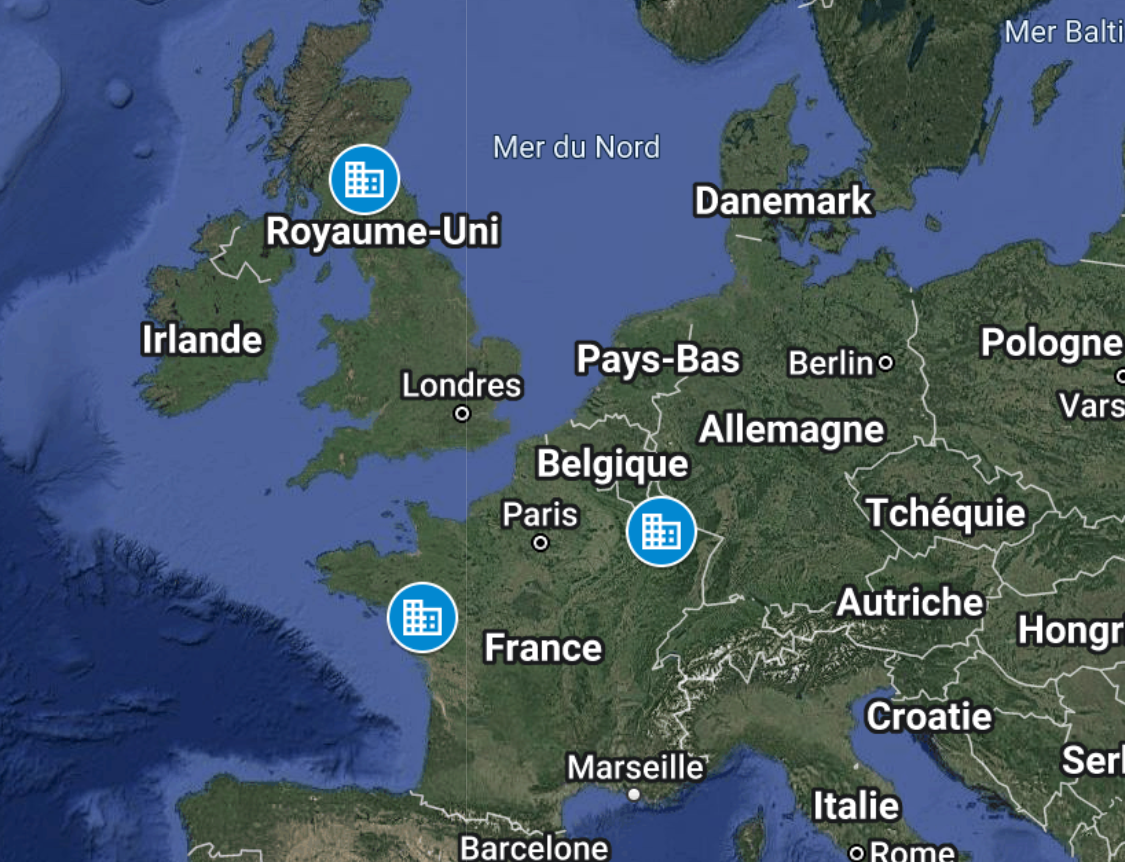 Mer Balti
Mer du Nord
Danemark
Royaume-Uni
Irlande
Pays-Bas
Berlin
Pologne
Londres
Vars
Allemagne
Belgique
Paris
Tchéquie
Autriche
France
Hongr
Croatie
Marseille
Serl
Italie
Barcelone
Rome